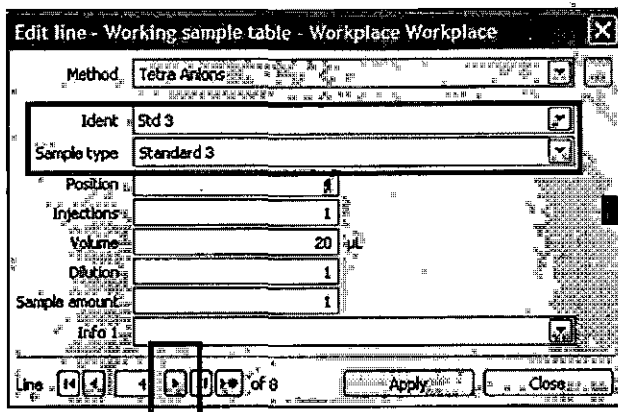 Edit line - Working sample table - Workplace Workplace
Method Tetra Anions
Ident Std 3
Sample type Standard 3
Position
Injections 1
Volume 20 µL
Dilution 1
Sample amount 1
Info 1
Line 4 of 8 Apply Close